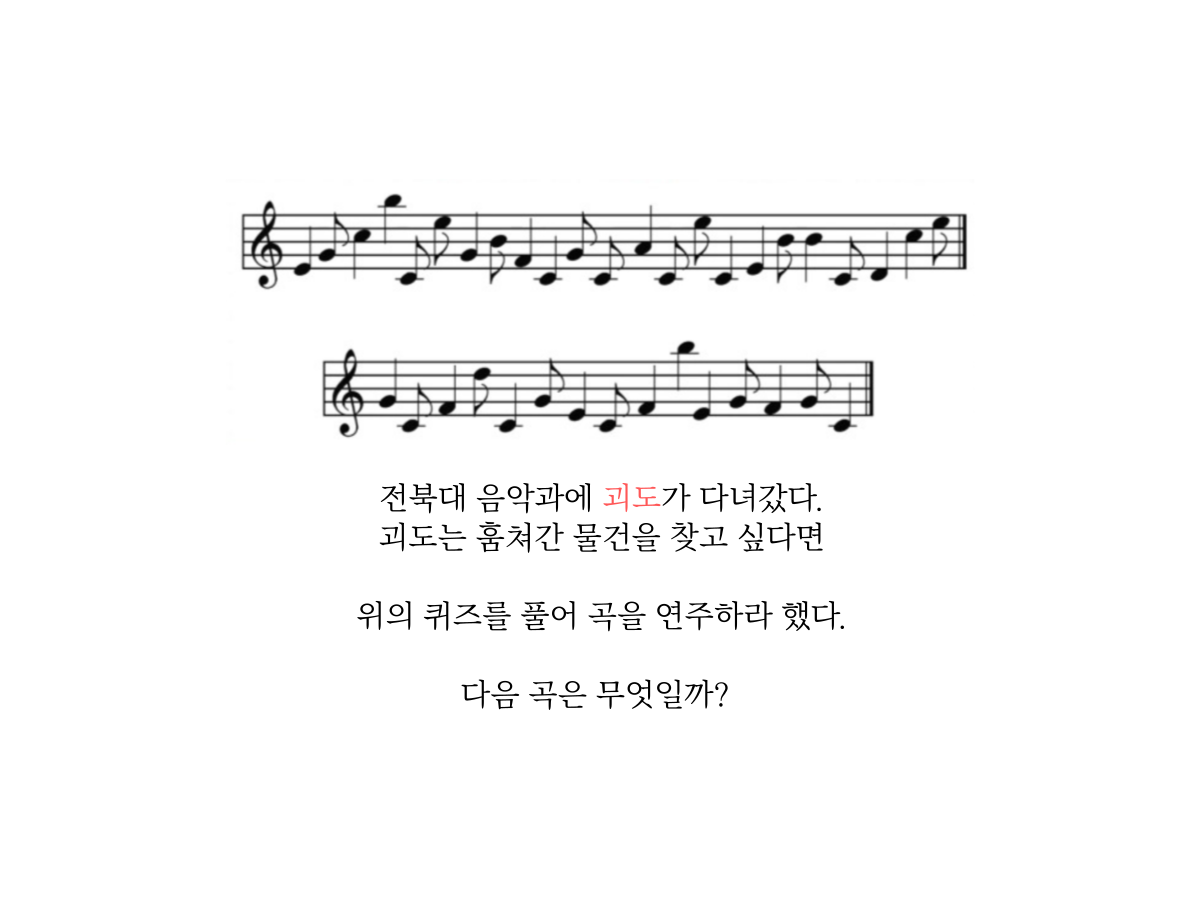 전북대 음악과에 괴도가 다녀갔다.
괴도는 훔쳐간 물건을 찾고 싶다면
위의 퀴즈를 풀어 곡을 연주하라 했다.
다음 곡은 무엇일까?